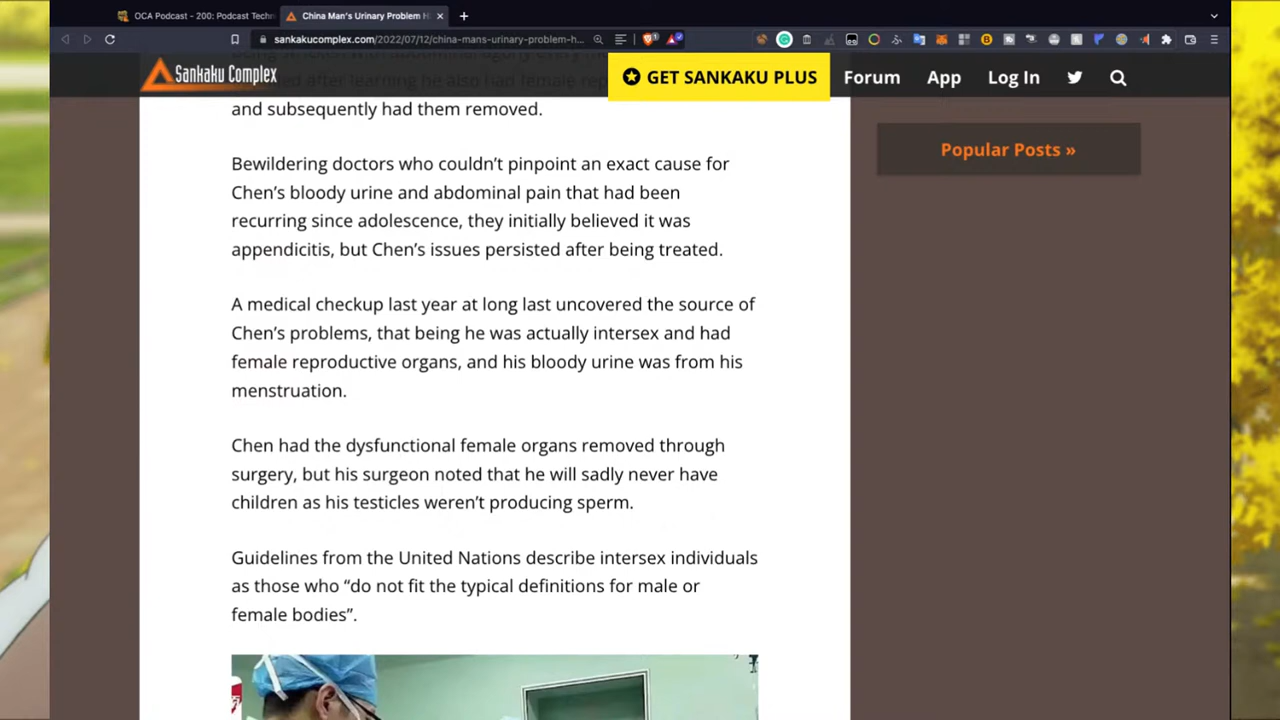 OCA Podcast - 200: Podcast Techn
China Man's Urinary Problem H
sankakucomplex.com/2022/07/12/china-mans-urinary-problem-h...
Sankaku Complex
GET SANKAKU PLUS
Forum
App
Log In
and subsequently had them removed.
Popular Posts »
Bewildering doctors who couldn’t pinpoint an exact cause for
Chen’s bloody urine and abdominal pain that had been
recurring since adolescence, they initially believed it was
appendicitis, but Chen’s issues persisted after being treated.
A medical checkup last year at long last uncovered the source of
Chen’s problems, that being he was actually intersex and had
female reproductive organs, and his bloody urine was from his
menstruation.
Chen had the dysfunctional female organs removed through
surgery, but his surgeon noted that he will sadly never have
children as his testicles weren’t producing sperm.
Guidelines from the United Nations describe intersex individuals
as those who “do not fit the typical definitions for male or
female bodies”.